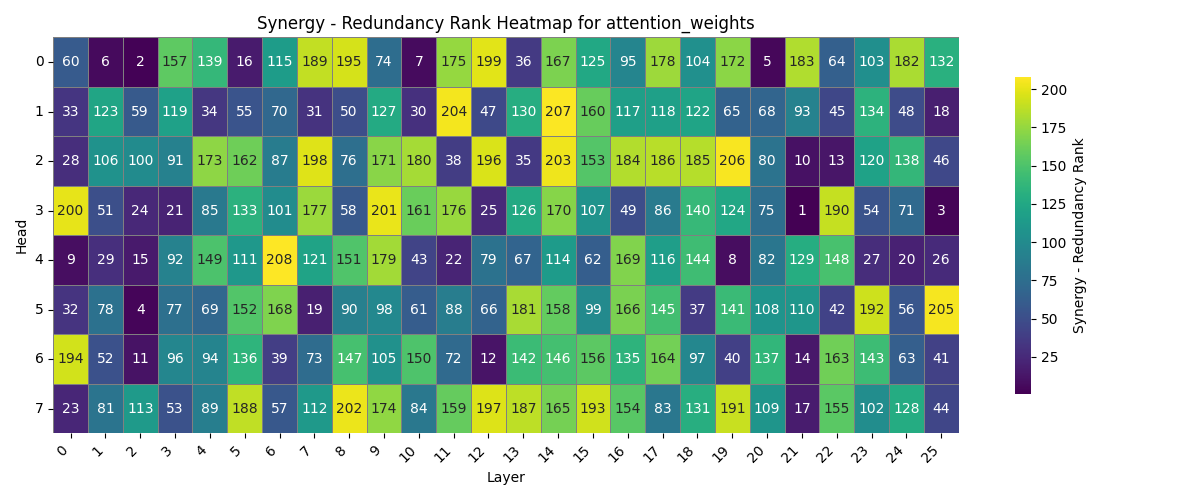 Synergy - Redundancy Rank Heatmap for attention_weights
0 60 6 2 157 139 16 115 189 195 74 7 175 199 36 167 125 95 178 104 172 5 183 64 103 182 132
1 33 123 59 119 34 55 70 31 50 127 30 204 47 130 207 160 117 118 122 65 68 93 45 134 48 18
2 28 106 100 91 173 162 87 198 76 171 180 38 196 35 203 153 184 186 185 206 80 10 13 120 138 46
3 200 51 24 21 85 133 101 177 58 201 161 176 25 126 170 107 49 86 140 124 75 1 190 54 71 3
4 9 29 15 92 149 111 208 121 151 179 43 22 79 67 114 62 169 116 144 8 82 129 148 27 20 26
5 32 78 4 77 69 152 168 19 90 98 61 88 66 181 158 99 166 145 37 141 108 110 42 192 56 205
6 194 52 11 96 94 136 39 73 147 105 150 72 12 142 146 156 135 164 97 40 137 14 163 143 63 41
7 23 81 113 53 89 188 57 112 202 174 84 159 197 187 165 193 154 83 131 191 109 17 155 102 128 44
0 1 2 3 4 5 6 7 8 9 10 11 12 13 14 15 16 17 18 19 20 21 22 23 24 25
Layer
Head
200
175
150
125
100
75
50
25
Synergy - Redundancy Rank